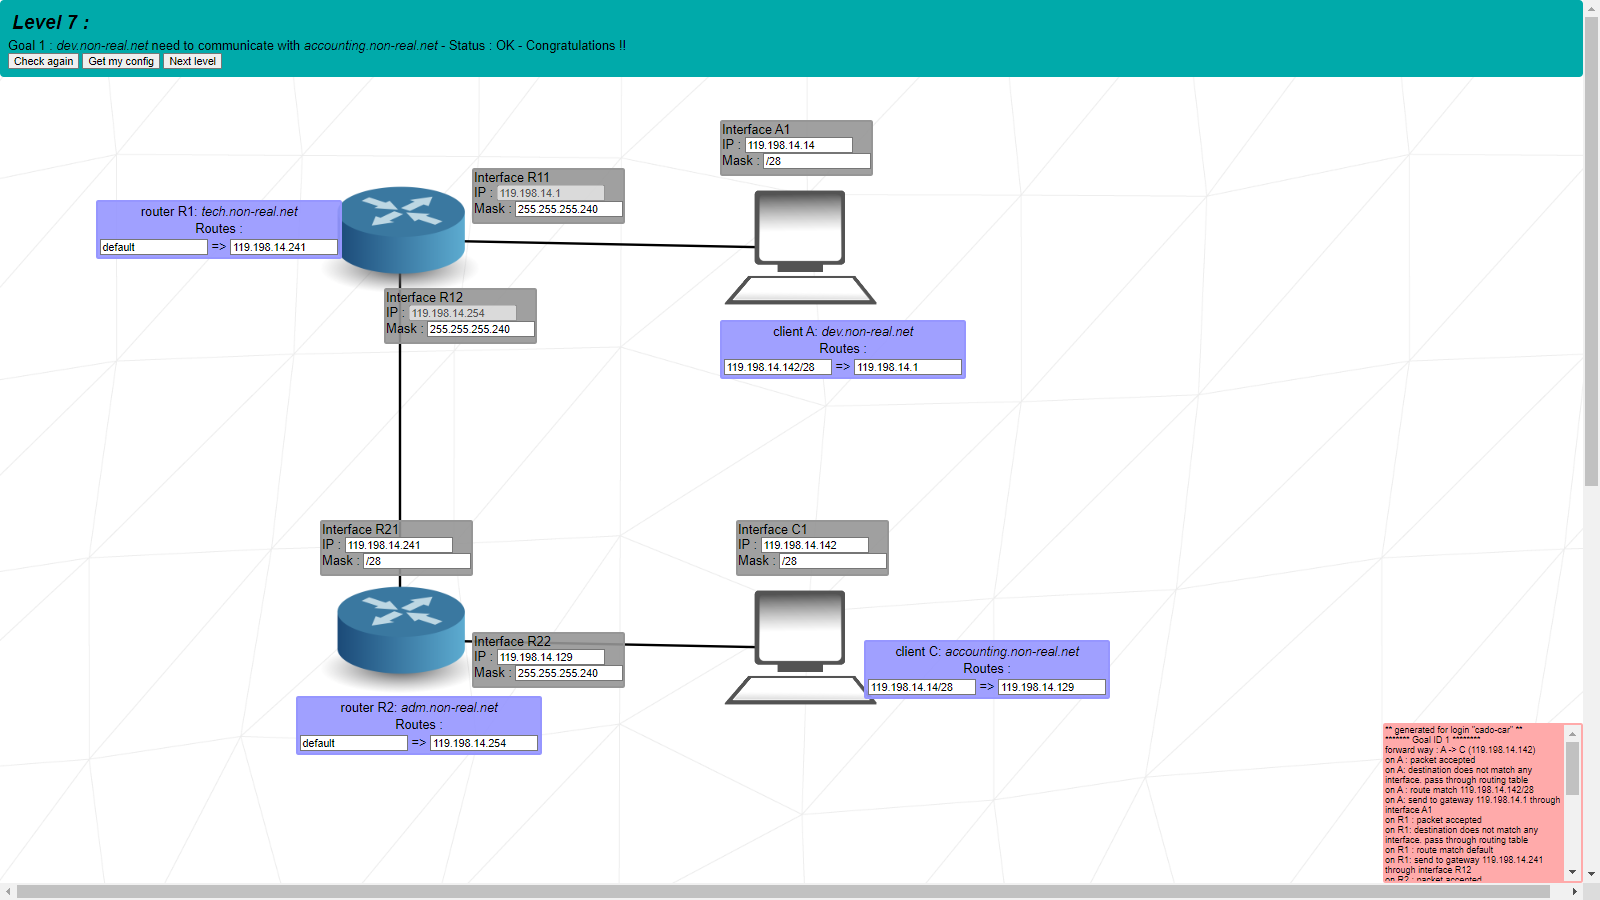 Level 7 :
Goal 1 : dev.non-real.net need to communicate with accounting.non-real.net - Status : OK - Congratulations !!
Check again Get my config Next level
Interface A1
IP : 119.198.14.14
Mask : /28
Interface R11
IP : 119.198.14.1
Mask : 255.255.255.240
router R1: tech.non-real.net
Routes :
default => 119.198.14.241
Interface R12
IP : 119.198.14.254
Mask : 255.255.255.240
client A: dev.non-real.net
Routes :
119.198.14.142/28 => 119.198.14.1
Interface R21
IP : 119.198.14.241
Mask : /28
Interface C1
IP : 119.198.14.142
Mask : /28
Interface R22
IP : 119.198.14.129
Mask : 255.255.255.240
client C: accounting.non-real.net
Routes :
119.198.14.14/28 => 119.198.14.129
router R2: adm.non-real.net
Routes :
default => 119.198.14.254
** generated for login "cado-car" **
******* Goal ID 1 ********
forward way : A -> C (119.198.14.142)
on A : packet accepted
on A: destination does not match any
interface. pass through routing table
on A : route match 119.198.14.142/28
on A: send to gateway 119.198.14.1 through
interface A1
on R1 : packet accepted
on R1: destination does not match any
interface. pass through routing table
on R1 : route match default
on R1: send to gateway 119.198.14.241
through interface R12
on R2 : packet accepted